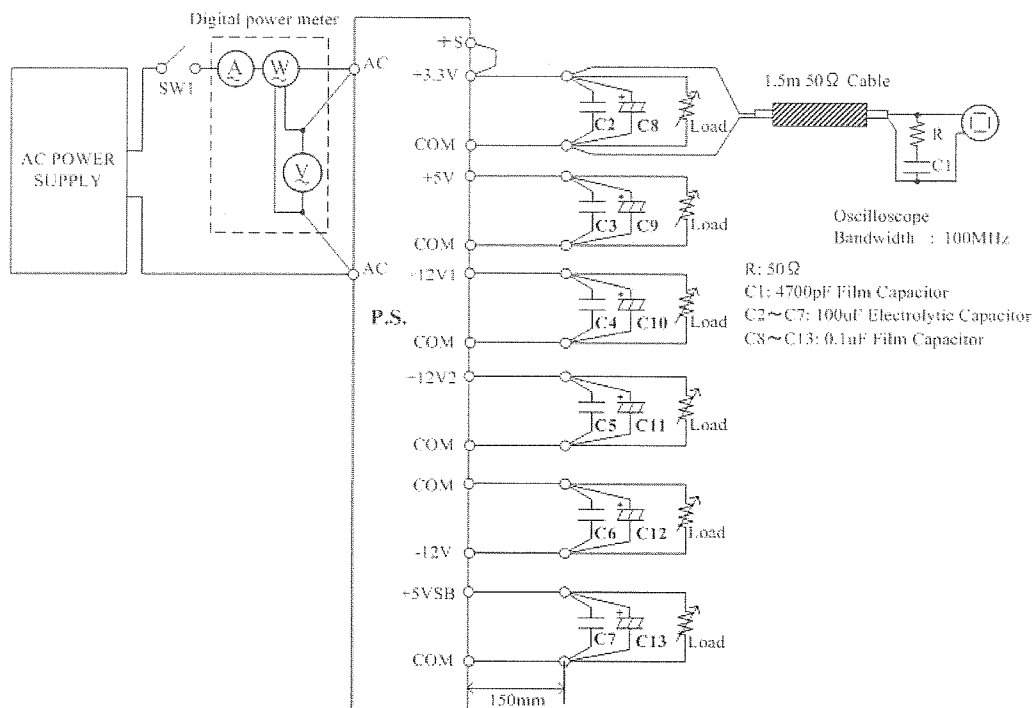 Digital power meter
SW1
A
W
V
AC POWER
SUPPLY
AC
AC
P.S.
+S
+3.3V
COM
C2
C8
Load
1.5m 50Ω Cable
R
C1
Oscilloscope
Bandwidth : 100MHz
R: 50Ω
C1: 4700pF Film Capacitor
C2～C7: 100uF Electrolytic Capacitor
C8～C13: 0.1uF Film Capacitor
+5V
COM
C3
C9
Load
+12V1
COM
C4
C10
Load
+12V2
COM
C5
C11
Load
COM
-12V
C6
C12
Load
+5VSB
COM
C7
C13
Load
150mm